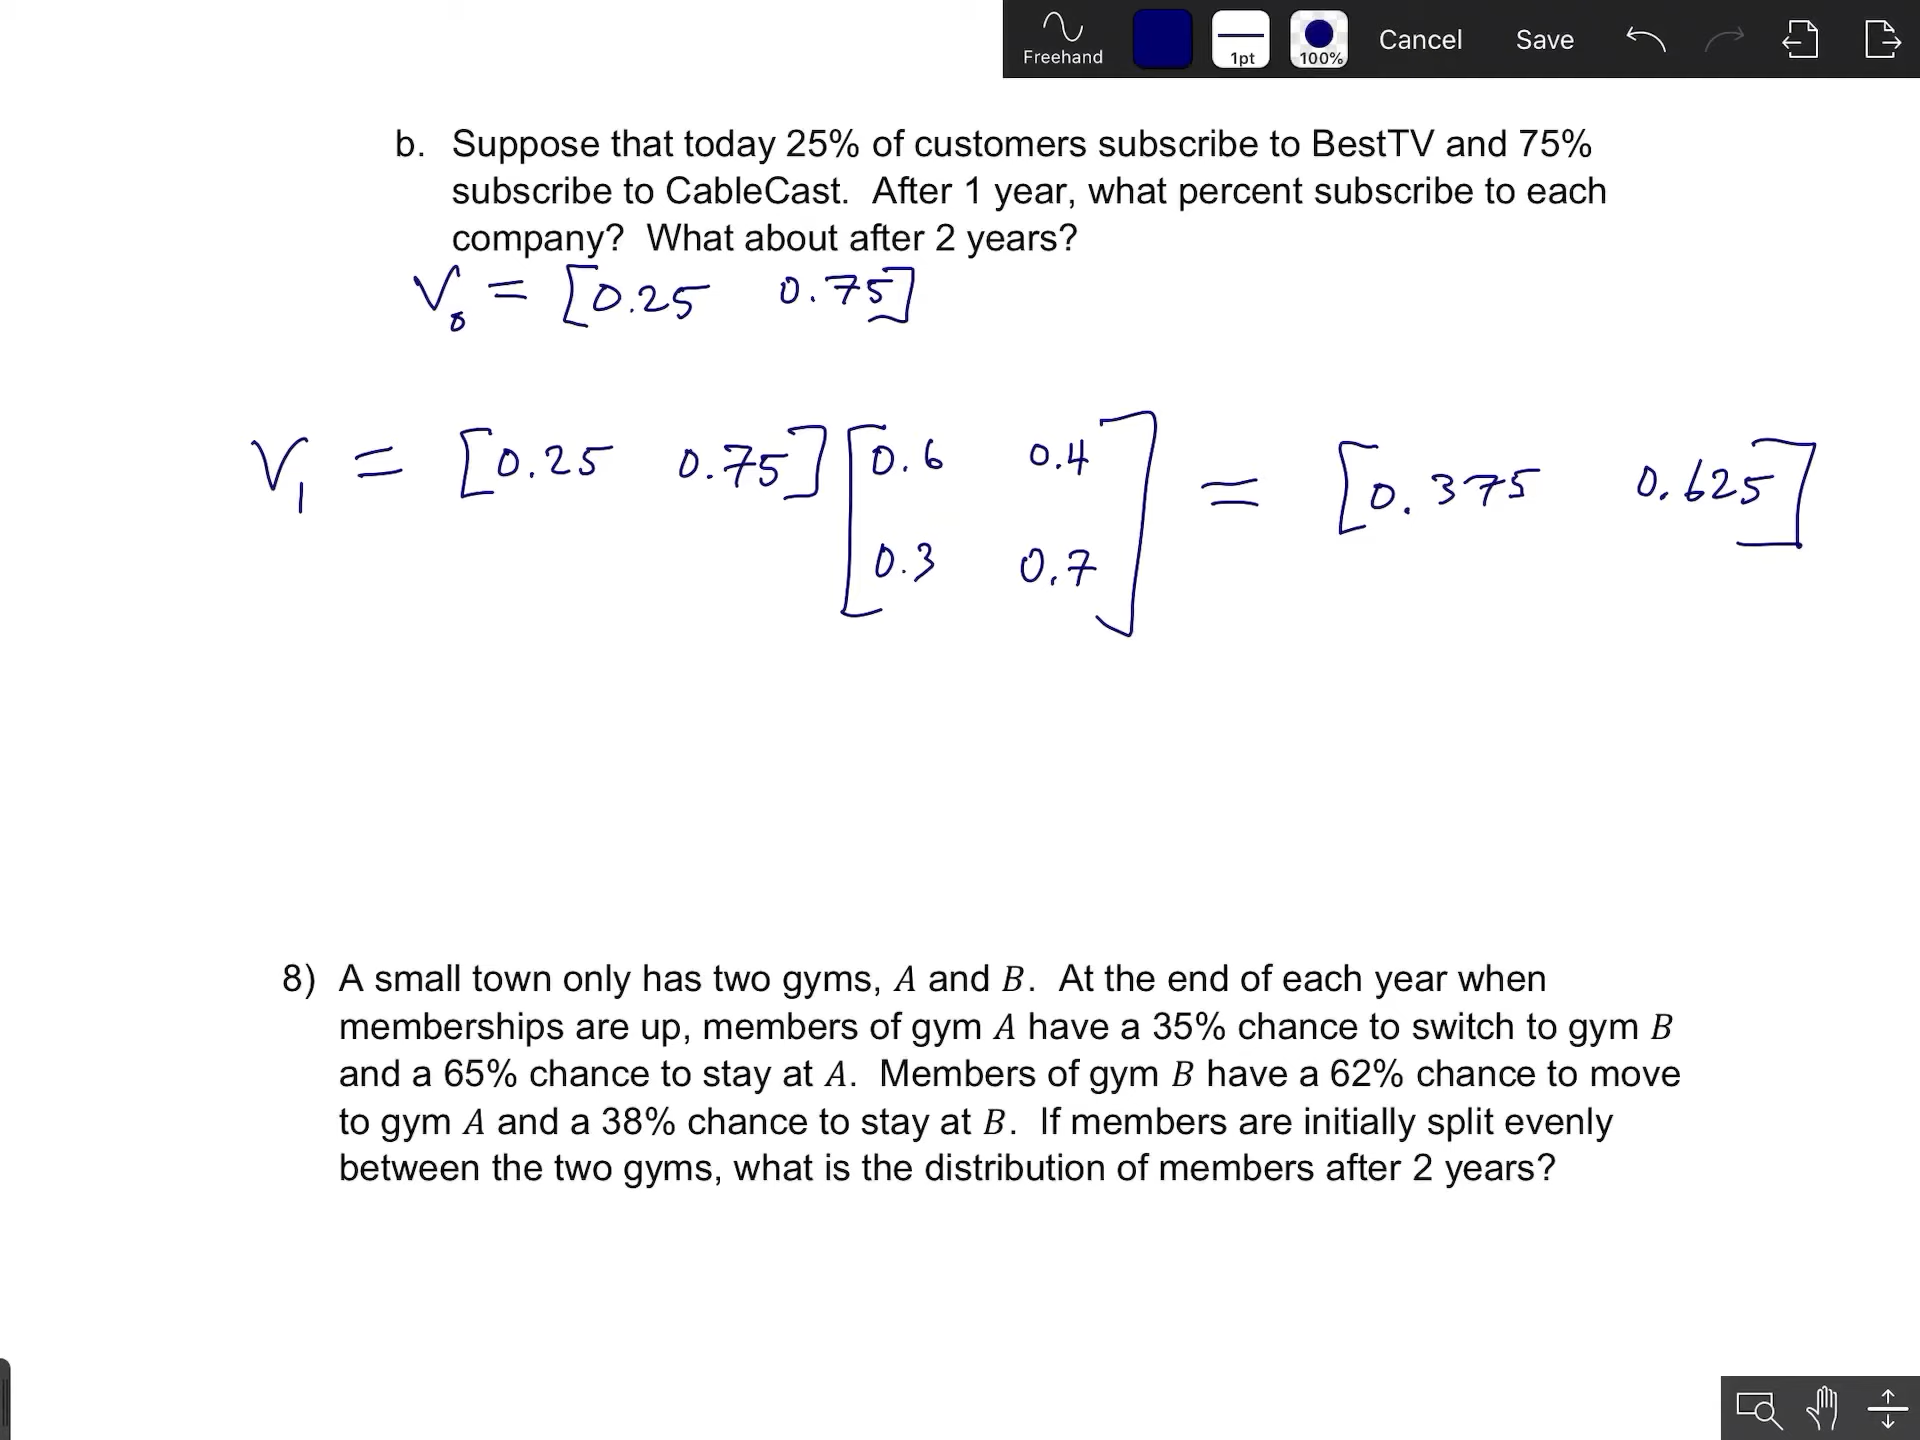 Freehand 1pt 100% Cancel Save
b. Suppose that today 25% of customers subscribe to BestTV and 75%
subscribe to CableCast. After 1 year, what percent subscribe to each
company? What about after 2 years?
V₀ = [0.25 0.75]
V₁ = [0.25 0.75] [0.6 0.4 = [0.375 0.625]
0.3 0.7]
8) A small town only has two gyms, A and B. At the end of each year when
memberships are up, members of gym A have a 35% chance to switch to gym B
and a 65% chance to stay at A. Members of gym B have a 62% chance to move
to gym A and a 38% chance to stay at B. If members are initially split evenly
between the two gyms, what is the distribution of members after 2 years?